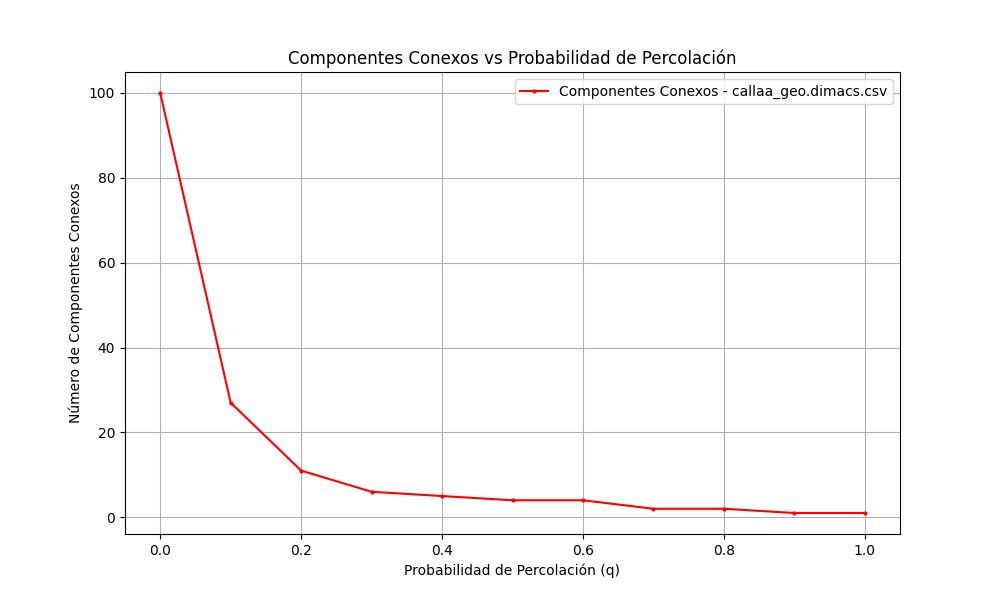 Componentes Conexos vs Probabilidad de Percolación
Componentes Conexos - callaa_geo.dimacs.csv
100
80
60
40
20
0
Número de Componentes Conexos
0.0 0.2 0.4 0.6 0.8 1.0
Probabilidad de Percolación (q)